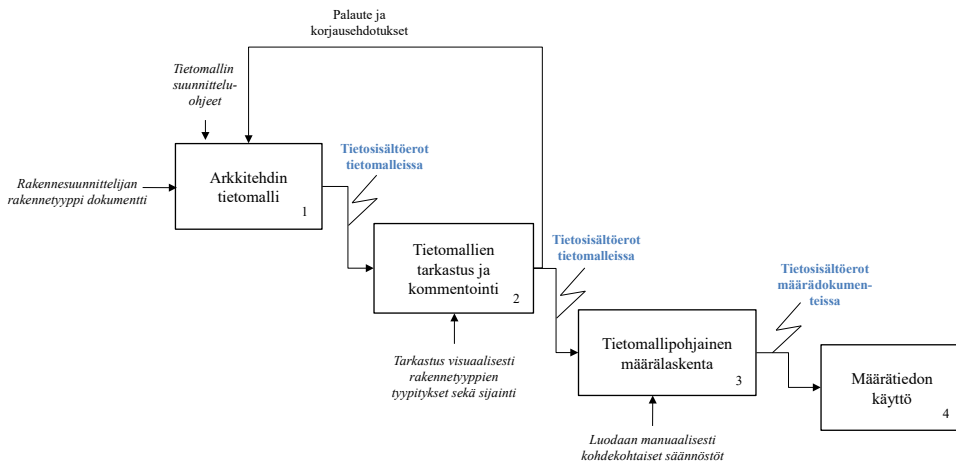 Palaute ja
korjausehdotukset
Tietomallin
suunnittelu-
ohjeet
Rakennesuunnittelijan
rakennetyyppi dokumentti
Arkkitehdin
tietomalli
1
Tietosisältöerot
tietomalleissa
Tietomallien
tarkastus ja
kommentointi
2
Tarkastus visuaalisesti
rakennetyyppien
tyypitykset sekä sijainti
Tietosisältöerot
tietomalleissa
Tietomallipohjainen
määrälaskenta
3
Luodaan manuaalisesti
kohdekohtaiset säännöstöt
Tietosisältöerot
määrädokumen-
teissa
Määrätiedon
käyttö
4